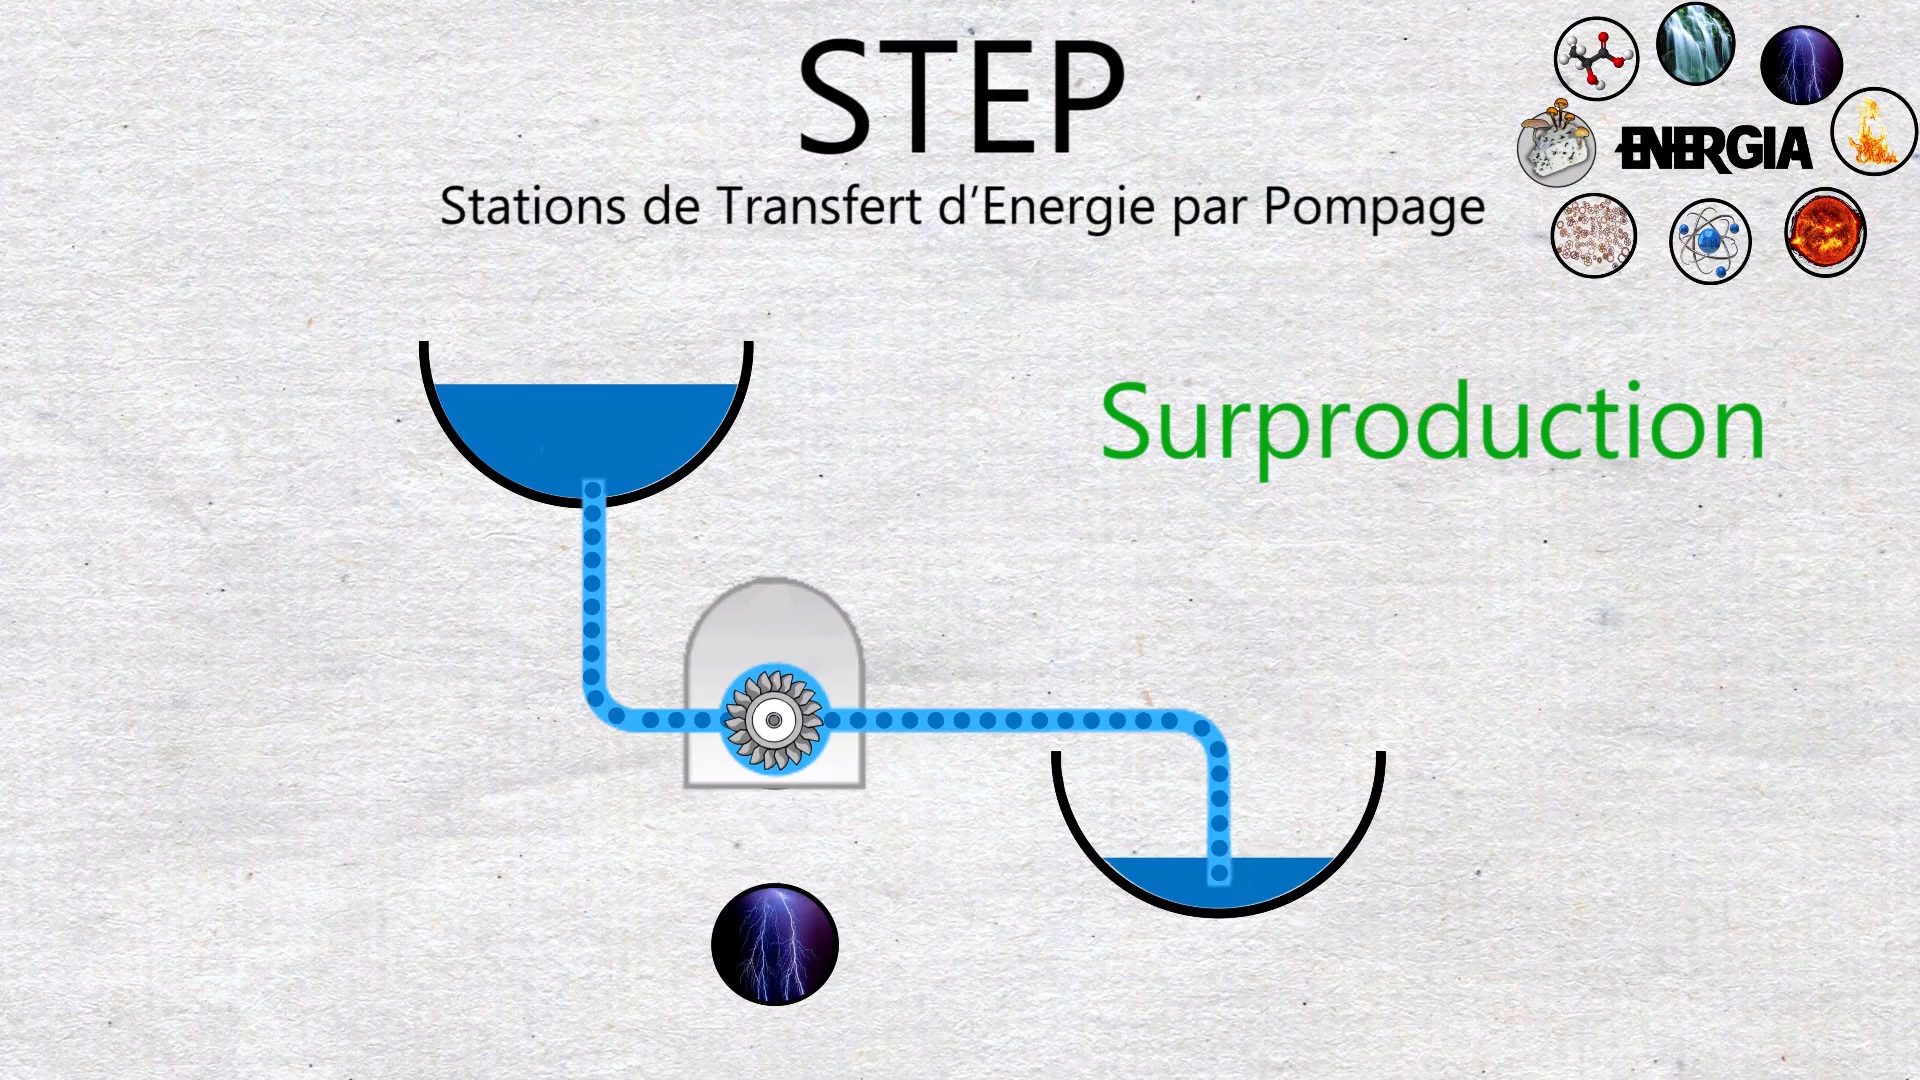 STEP
Stations de Transfert d’Energie par Pompage
ENERGIA
Surproduction